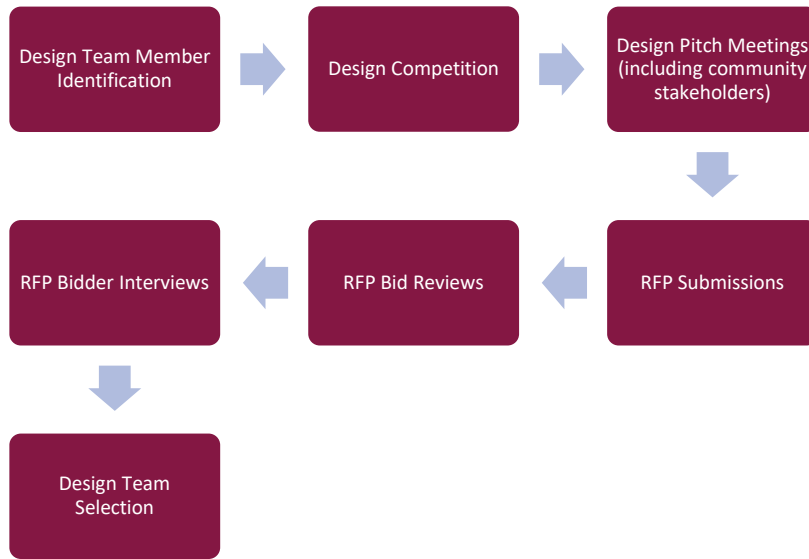 Design Team Member
Identification
Design Competition
Design Pitch Meetings
(including community
stakeholders)
RFP Submissions
RFP Bid Reviews
RFP Bidder Interviews
Design Team
Selection